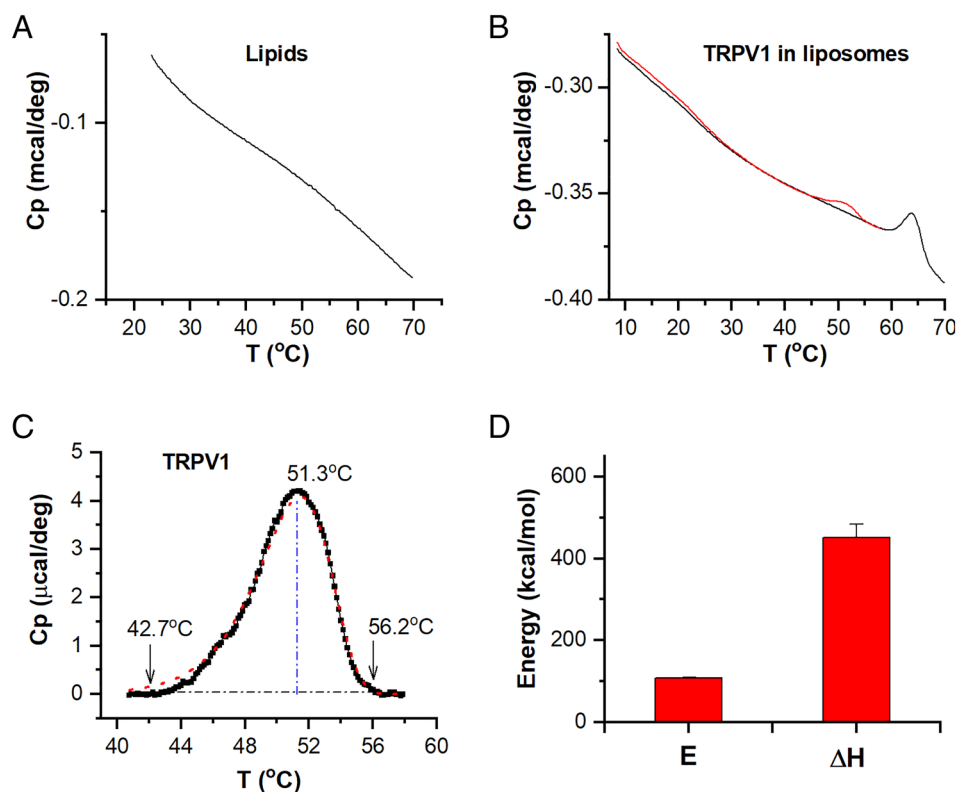 A
Lipids
Cp (mcal/deg)
-0.1
-0.2
20 30 40 50 60 70
T (°C)
B
TRPV1 in liposomes
Cp (mcal/deg)
-0.30
-0.35
-0.40
10 20 30 40 50 60 70
T (°C)
C
TRPV1
51.3°C
42.7°C
56.2°C
Cp (μcal/deg)
5
4
3
2
1
0
40 44 48 52 56 60
T (°C)
D
Energy (kcal/mol)
600
400
200
0
E ΔH